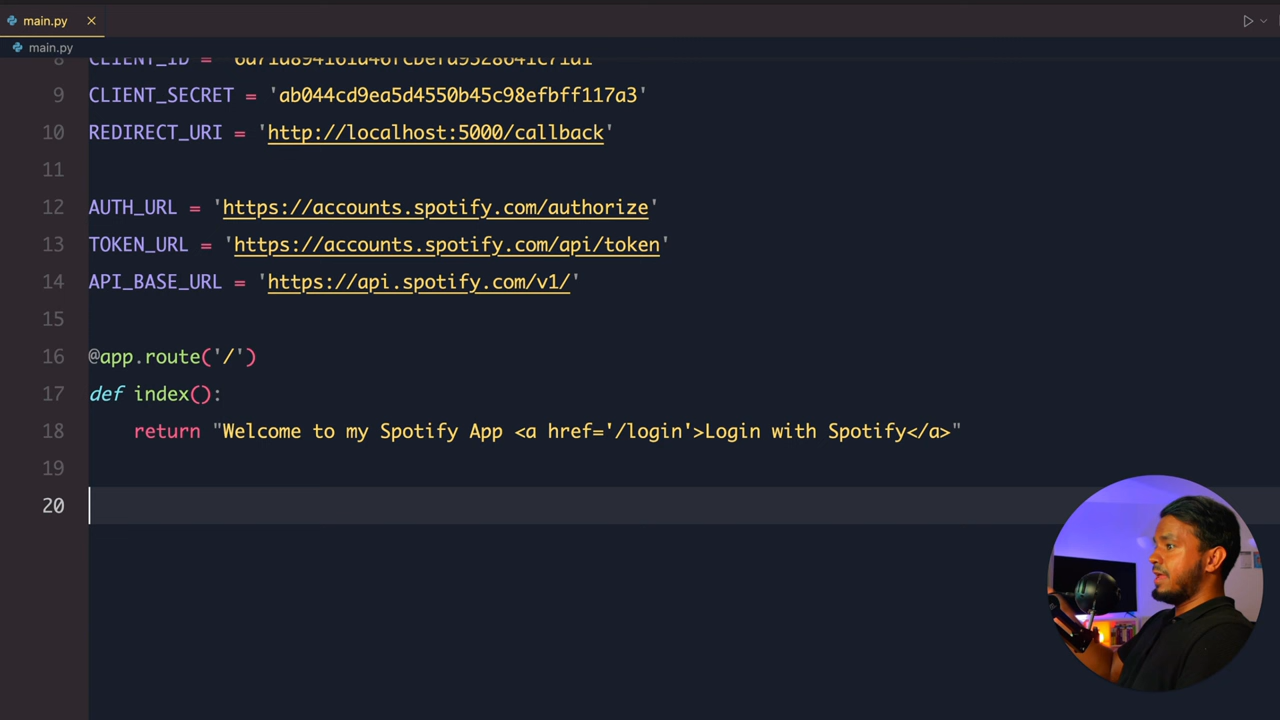 main.py
main.py
8 CLIENT_ID =
9 CLIENT_SECRET = 'ab044cd9ea5d4550b45c98efbff117a3'
10 REDIRECT_URI = 'http://localhost:5000/callback'
11
12 AUTH_URL = 'https://accounts.spotify.com/authorize'
13 TOKEN_URL = 'https://accounts.spotify.com/api/token'
14 API_BASE_URL = 'https://api.spotify.com/v1/'
15
16 @app.route('/')
17 def index():
18 return "Welcome to my Spotify App <a href='/login'>Login with Spotify</a>"
19
20